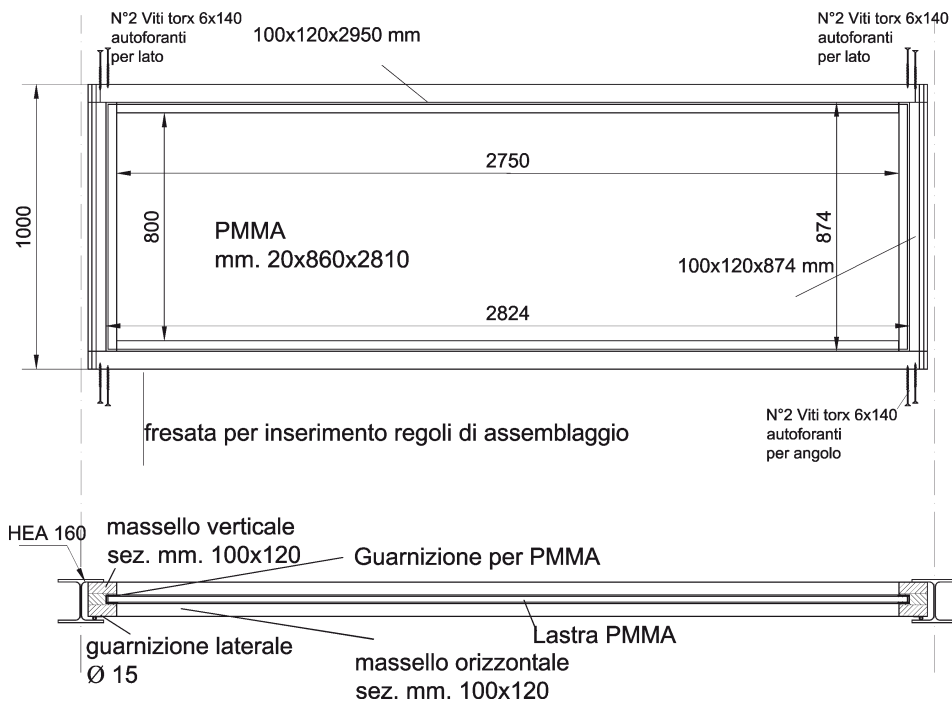 N°2 Viti torx 6x140
autoforanti
per lato
100x120x2950 mm
N°2 Viti torx 6x140
autoforanti
per lato
1000
800
2750
874
PMMA
mm. 20x860x2810
100x120x874 mm
2824
N°2 Viti torx 6x140
autoforanti
per angolo
fresata per inserimento regoli di assemblaggio
HEA 160
massello verticale
sez. mm. 100x120
Guarnizione per PMMA
guarnizione laterale
Ø 15
Lastra PMMA
massello orizzontale
sez. mm. 100x120